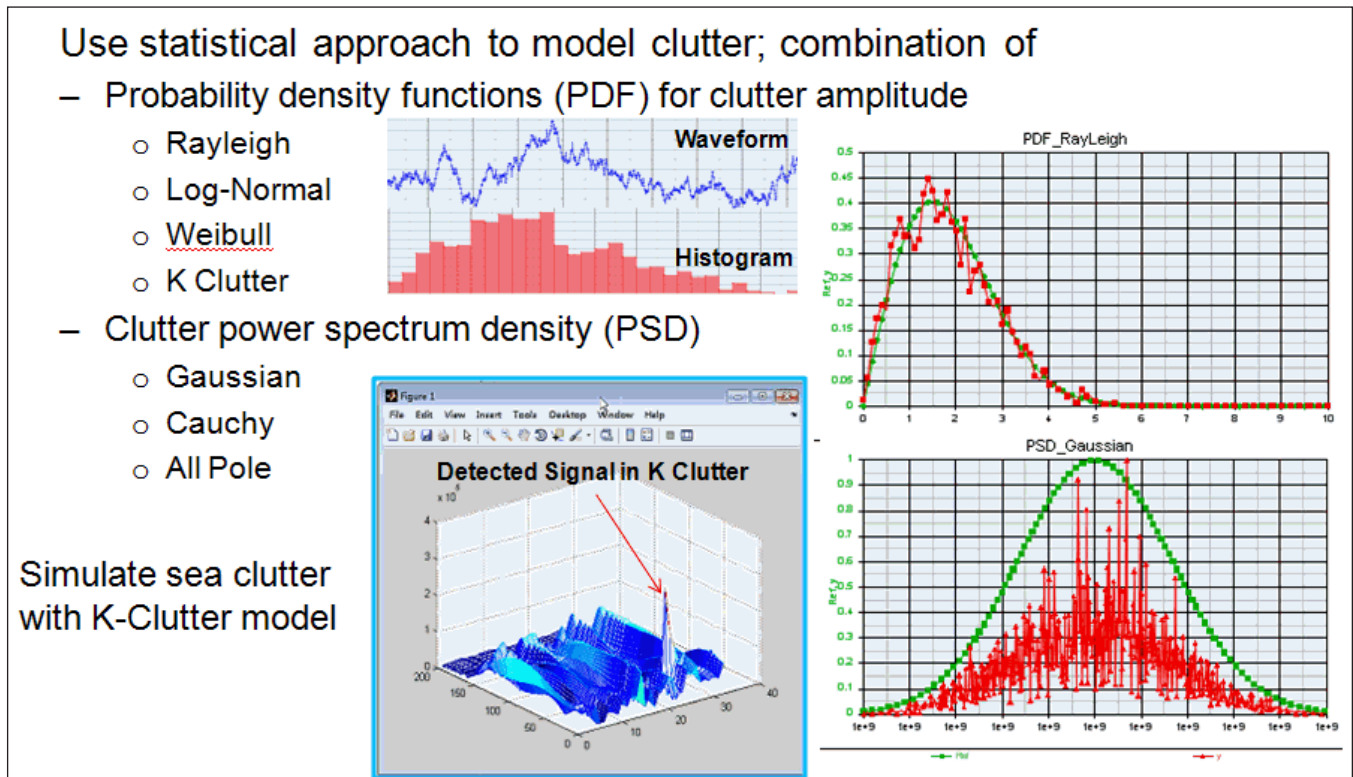 Use statistical approach to model clutter; combination of
– Probability density functions (PDF) for clutter amplitude
o Rayleigh
o Log-Normal
o Weibull
o K Clutter
Waveform
Histogram
– Clutter power spectrum density (PSD)
o Gaussian
o Cauchy
o All Pole
Simulate sea clutter
with K-Clutter model
Figure 1
File Edit View Insert Tools Desktop Window Help
Detected Signal in K Clutter
4
3
2
1
0
200
150
100
50
0
0
10
20
30
40
PDF_RayLeigh
Ref_y
0.5
0.45
0.4
0.35
0.3
0.25
0.2
0.15
0.1
0.05
0
0 1 2 3 4 5 6 7 8 9 10
PSD_Gaussian
Ref_y
1
0.9
0.8
0.7
0.6
0.5
0.4
0.3
0.2
0.1
0
1e+9 1e+9 1e+9 1e+9 1e+9 1e+9 1e+9 1e+9 1e+9 1e+9 1e+9
y